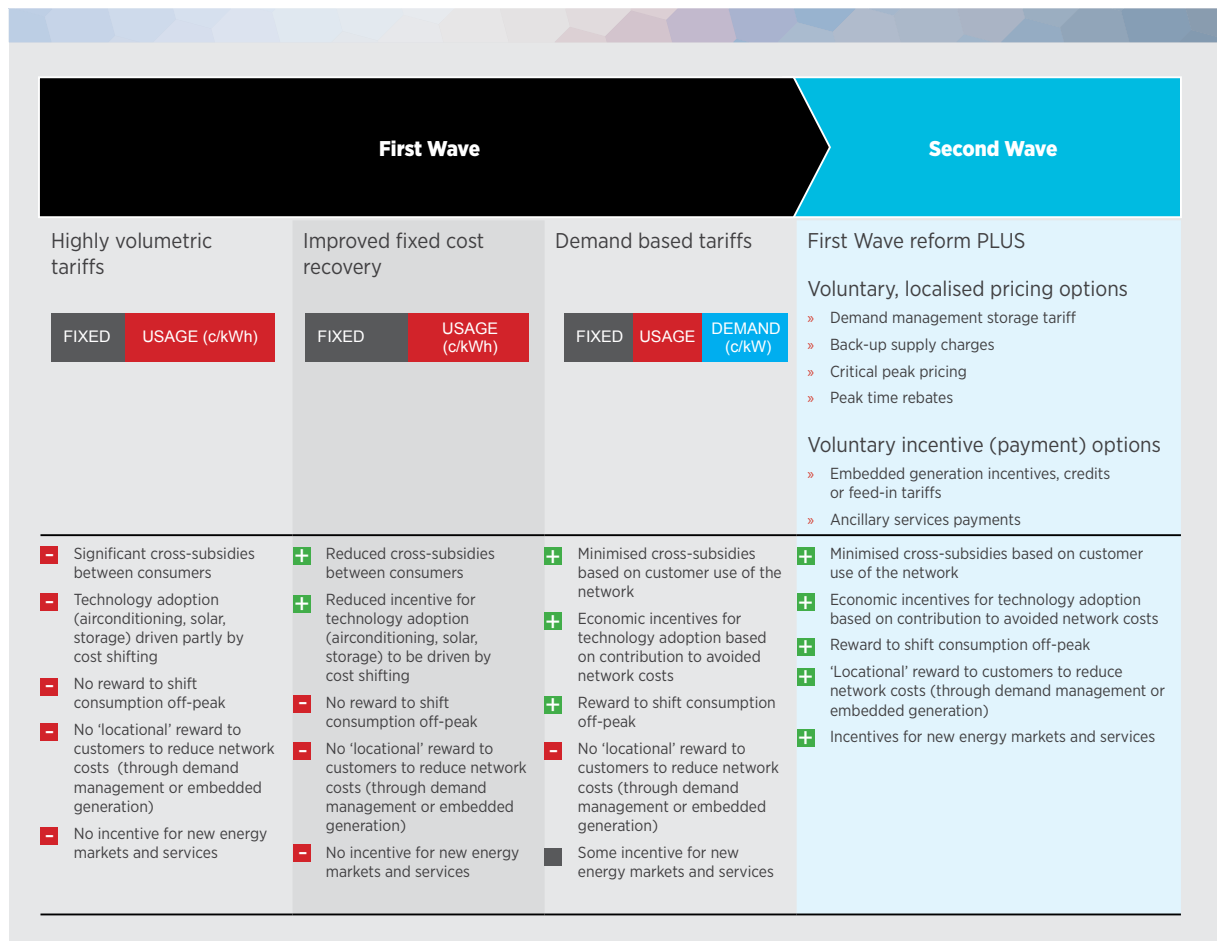 First Wave
Second Wave
Highly volumetric
tariffs
FIXED
USAGE (c/kWh)
Improved fixed cost
recovery
FIXED
USAGE
(c/kWh)
Demand based tariffs
FIXED
USAGE
DEMAND
(c/kW)
First Wave reform PLUS
Voluntary, localised pricing options
» Demand management storage tariff
» Back-up supply charges
» Critical peak pricing
» Peak time rebates
Voluntary incentive (payment) options
» Embedded generation incentives, credits
or feed-in tariffs
» Ancillary services payments
- Significant cross-subsidies
between consumers
- Technology adoption
(airconditioning, solar,
storage) driven partly by
cost shifting
- No reward to shift
consumption off-peak
- No ‘locational’ reward to
customers to reduce network
costs (through demand
management or embedded
generation)
- No incentive for new energy
markets and services
+ Reduced cross-subsidies
between consumers
+ Reduced incentive for
technology adoption
(airconditioning, solar,
storage) to be driven by
cost shifting
- No reward to shift
consumption off-peak
- No ‘locational’ reward to
customers to reduce network
costs (through demand
management or embedded
generation)
- No incentive for new energy
markets and services
+ Minimised cross-subsidies
based on customer use of the
network
+ Economic incentives for
technology adoption based
on contribution to avoided
network costs
+ Reward to shift consumption
off-peak
- No ‘locational’ reward to
customers to reduce network
costs (through demand
management or embedded
generation)
Some incentive for new
energy markets and services
+ Minimised cross-subsidies based on customer
use of the network
+ Economic incentives for technology adoption
based on contribution to avoided network costs
+ Reward to shift consumption off-peak
+ ‘Locational’ reward to customers to reduce
network costs (through demand management or
embedded generation)
+ Incentives for new energy markets and services